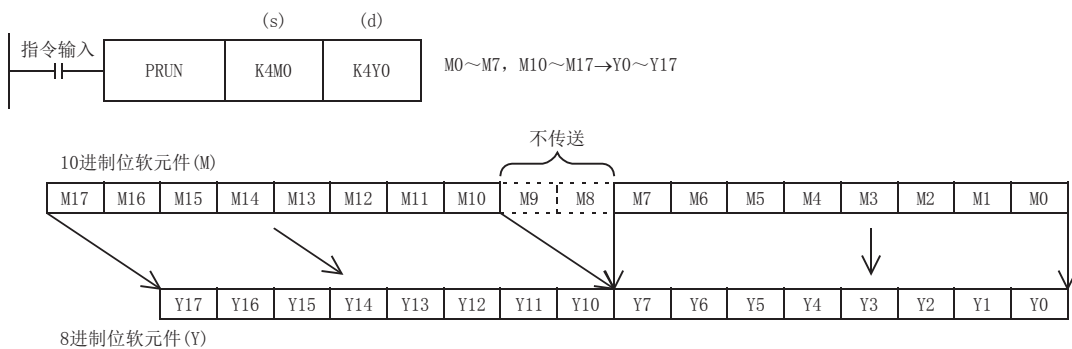 (s) (d)
指令输入
PRUN K4M0 K4Y0 M0～M7, M10～M17→Y0～Y17
不传送
10进制位软元件(M)
M17 M16 M15 M14 M13 M12 M11 M10 M9 M8 M7 M6 M5 M4 M3 M2 M1 M0
Y17 Y16 Y15 Y14 Y13 Y12 Y11 Y10 Y7 Y6 Y5 Y4 Y3 Y2 Y1 Y0
8进制位软元件(Y)